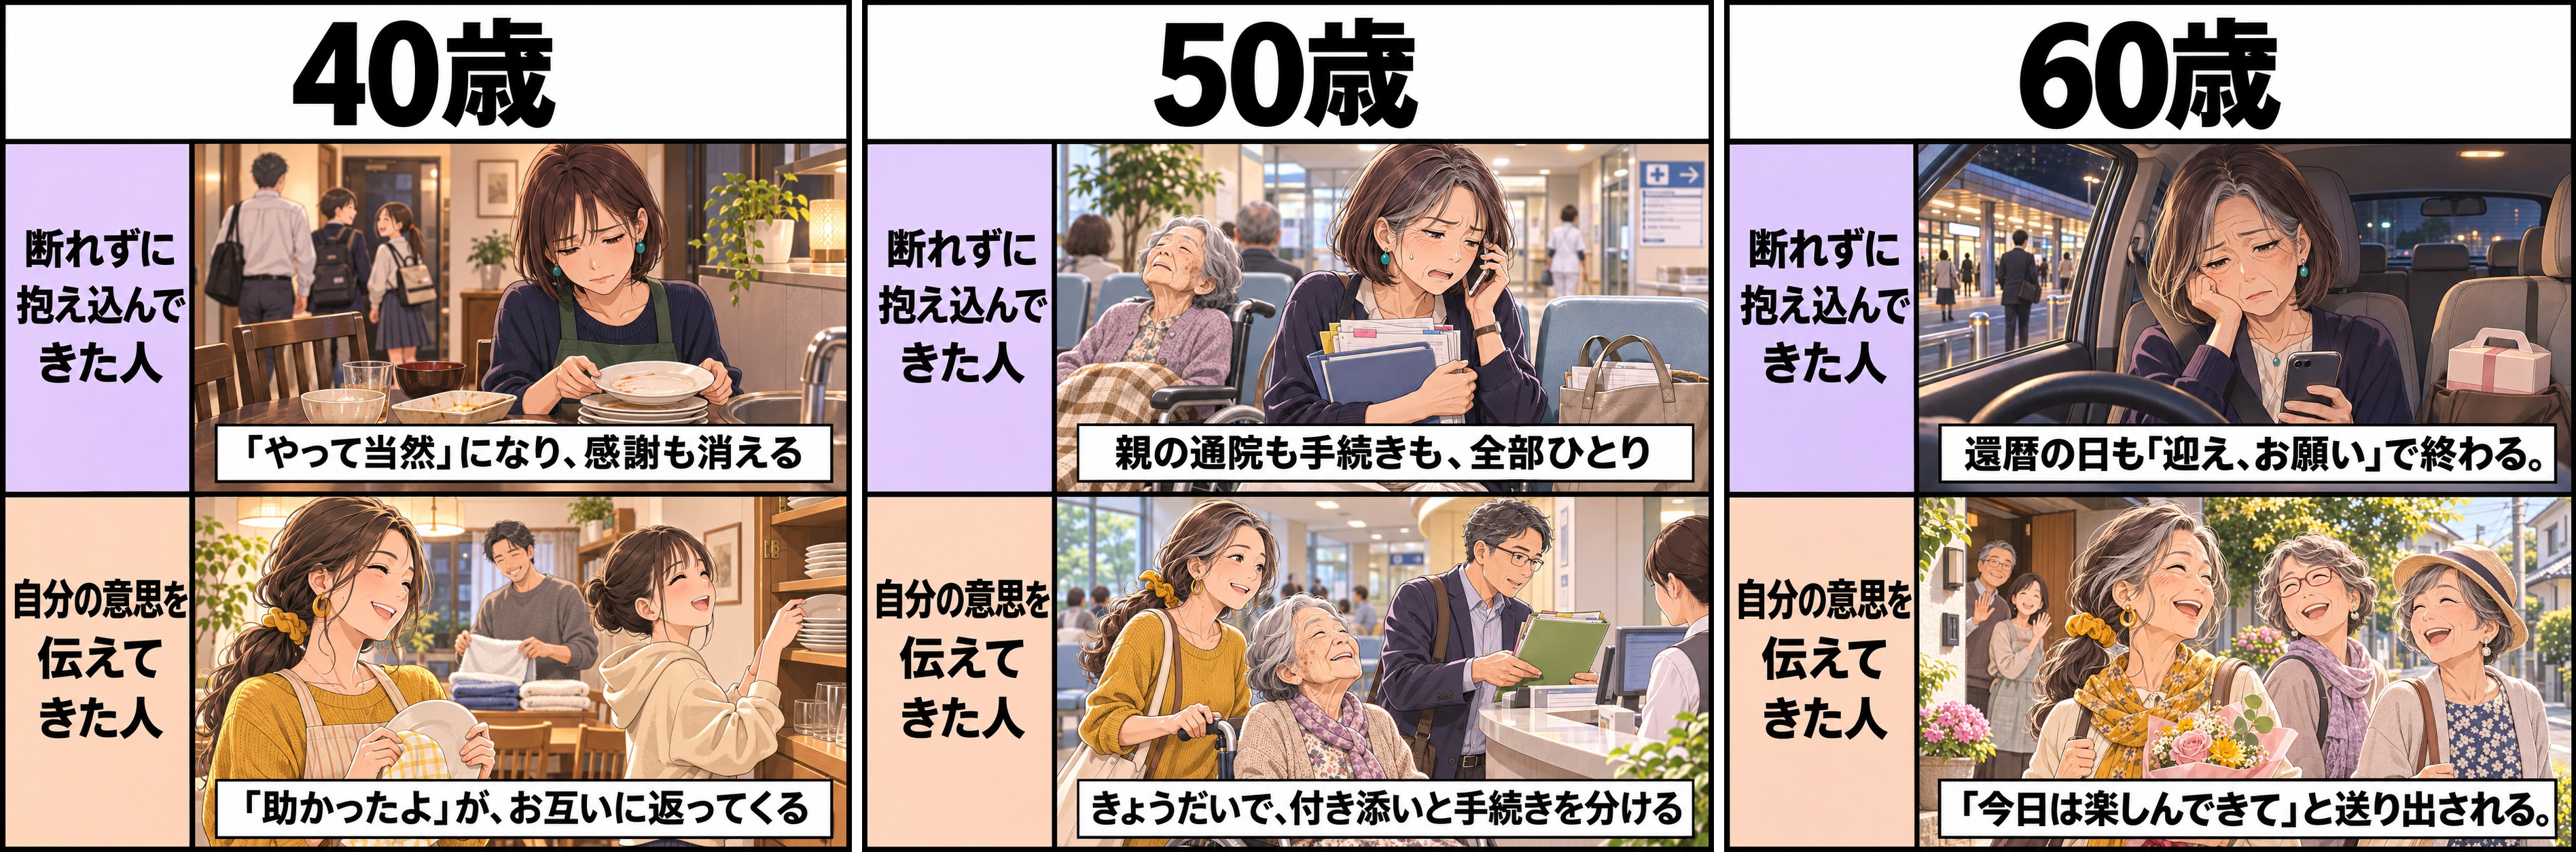 40歳
断れずに
抱え込んで
きた人
「やって当然」になり、感謝も消える
自分の意思を
伝えて
きた人
「助かったよ」が、お互いに返ってくる
50歳
断れずに
抱え込んで
きた人
親の通院も手続きも、全部ひとり
自分の意思を
伝えて
きた人
きょうだいで、付き添いと手続きを分ける
60歳
断れずに
抱え込んで
きた人
還暦の日も「迎え、お願い」で終わる。
自分の意思を
伝えて
きた人
「今日は楽しんできて」と送り出される。